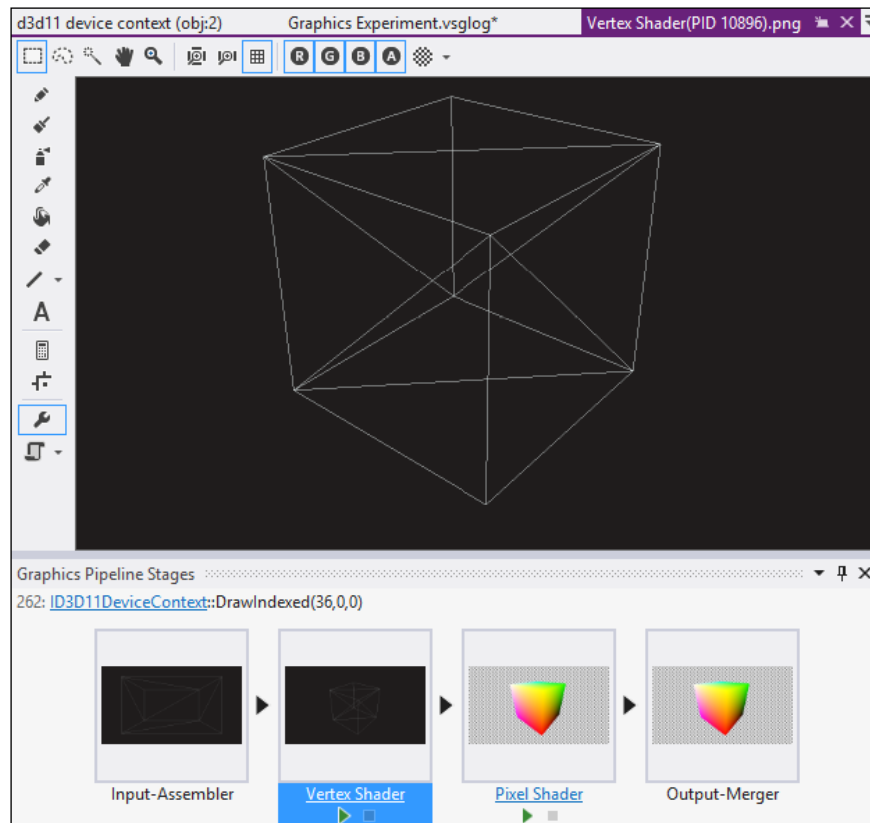 d3d11 device context (obj:2) Graphics Experiment.vsglog* Vertex Shader(PID 10896).png
R G B A
A
Graphics Pipeline Stages
262: ID3D11DeviceContext::DrawIndexed(36,0,0)
Input-Assembler Vertex Shader Pixel Shader Output-Merger